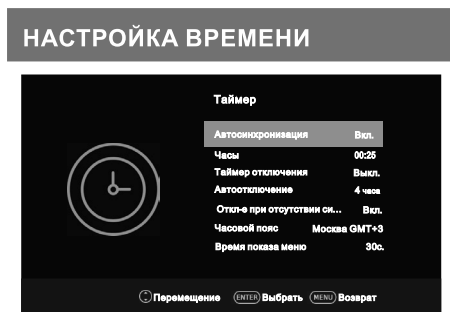 НАСТРОЙКА ВРЕМЕНИ
Таймер
Автосинхронизация Вкл.
Часы 00:25
Таймер отключения Выкл.
Автоотключение 4 часа
Откл-е при отсутствии си... Вкл.
Часовой пояс Москва GMT+3
Время показа меню 30с.
Перемещение ENTER Выбрать MENU Возврат